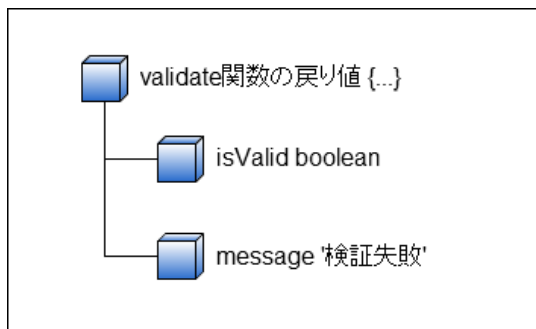 validate関数の戻り値 {...}
isValid boolean
message '検証失敗'